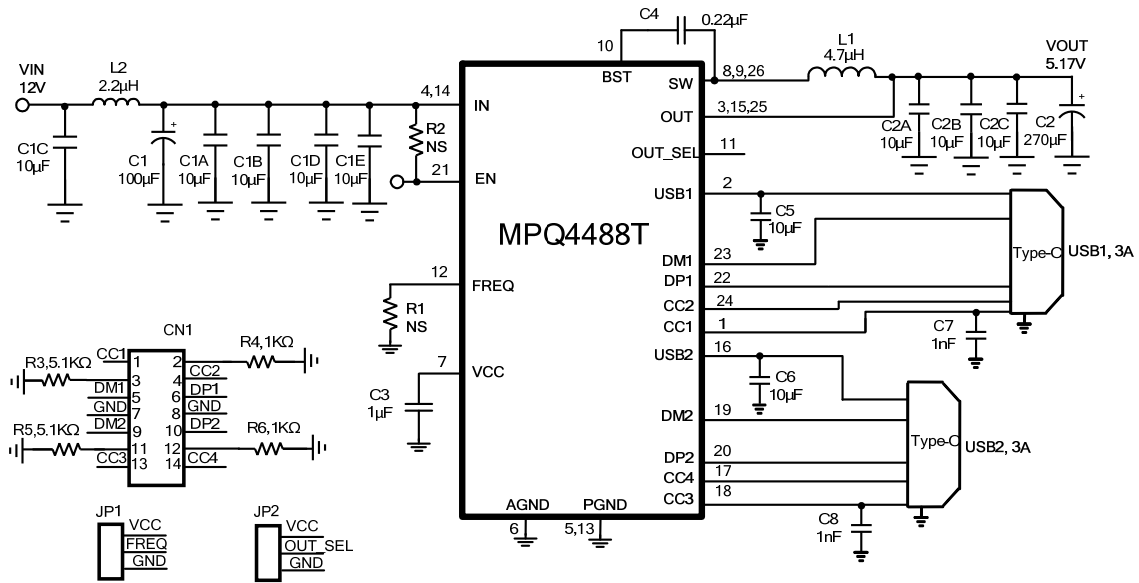 C4
0.22µF
10
BST
VIN
12V
L2
2.2µH
4,14
IN
SW
8,9,26
L1
4.7µH
VOUT
5.17V
OUT
3,15,25
C1C
10µF
+
C1
100µF
C1A
10µF
C1B
10µF
C1D
10µF
C1E
10µF
R2
NS
21
EN
OUT_SEL
11
C2A
10µF
C2B
10µF
C2C
10µF
+
C2
270µF
USB1
2
C5
10µF
MPQ4488T
DM1
23
DP1
22
CC2
24
CC1
1
Type-C
USB1, 3A
C7
1nF
12
FREQ
R1
NS
7
VCC
C3
1µF
USB2
16
C6
10µF
DM2
19
DP2
20
CC4
17
CC3
18
Type-C
USB2, 3A
C8
1nF
AGND
6
PGND
5,13
CN1
CC1 1 2 R4,1KΩ
R3,5.1KΩ 3 4 CC2
DM1 5 6 DP1
GND 7 8 GND
DM2 9 10 DP2
R5,5.1KΩ 11 12 R6,1KΩ
CC3 13 14 CC4
JP1
VCC
FREQ
GND
JP2
VCC
OUT_SEL
GND